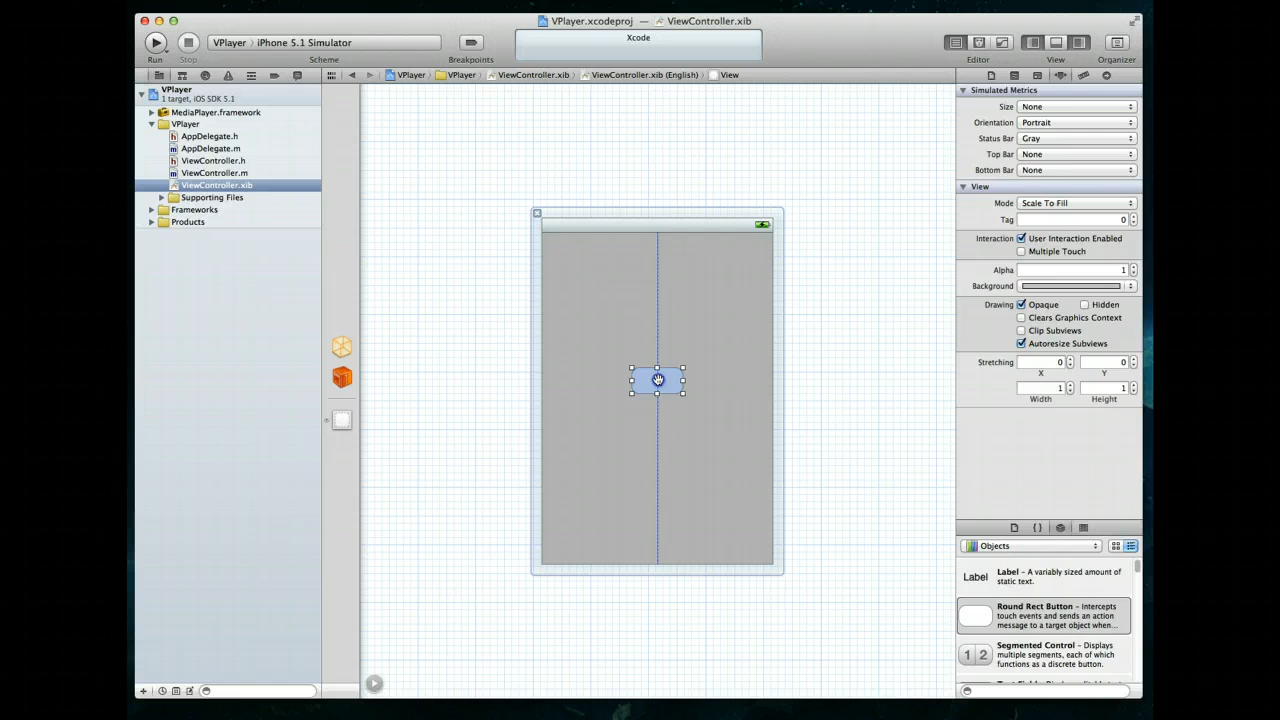 VPlayer.xcodeproj — ViewController.xib
VPlayer iPhone 5.1 Simulator
Xcode
Run Stop Scheme Breakpoints Editor View Organizer
VPlayer VPlayer ViewController.xib ViewController.xib (English) View
VPlayer
1 target, iOS SDK 5.1
MediaPlayer.framework
VPlayer
AppDelegate.h
AppDelegate.m
ViewController.h
ViewController.m
ViewController.xib
Supporting Files
Frameworks
Products
Simulated Metrics
Size None
Orientation Portrait
Status Bar Gray
Top Bar None
Bottom Bar None
View
Mode Scale To Fill
Tag 0
Interaction User Interaction Enabled
Multiple Touch
Alpha 1
Background
Drawing Opaque Hidden
Clears Graphics Context
Clip Subviews
Autoresize Subviews
Stretching 0 0
X Y
1 1
Width Height
{}
Objects
Label Label – A variably sized amount of
static text.
Round Rect Button – Intercepts
touch events and sends an action
message to a target object when...
1 2 Segmented Control – Displays
multiple segments, each of which
functions as a discrete button.